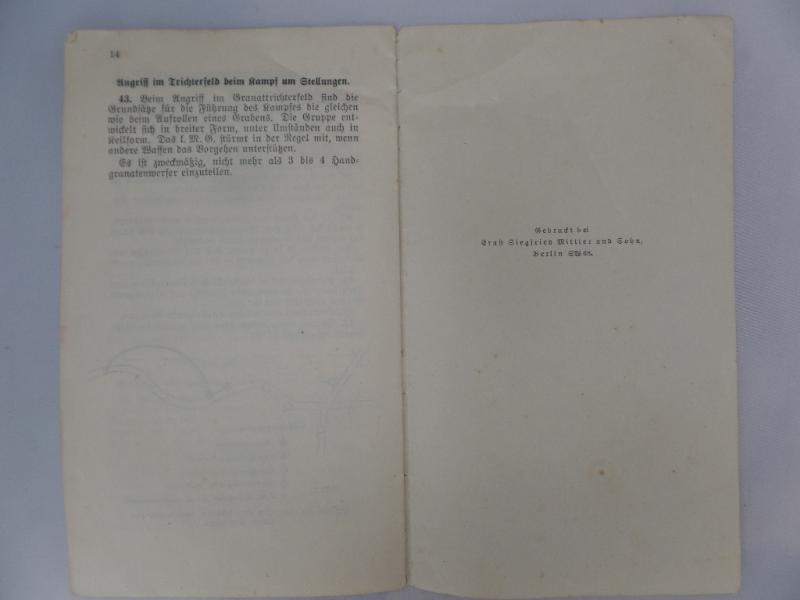 14
Angriff im Trichterfeld beim Kampf um Stellungen.
43. Beim Angriff im Granattrichterfeld sind die
Grundsätze für die Führung des Kampfes die gleichen
wie beim Aufrollen eines Grabens. Die Gruppe ent-
wickelt sich in breiter Form, unter Umständen auch in
Keilform. Das l. M. G. stürmt in der Regel mit, wenn
andere Waffen das Vorgehen unterstützen.
Es ist zweckmäßig, nicht mehr als 3 bis 4 Hand-
granatenwerfer einzuteilen.
Gedruckt bei
Ernst Siegfried Mittler und Sohn,
Berlin SW 68.